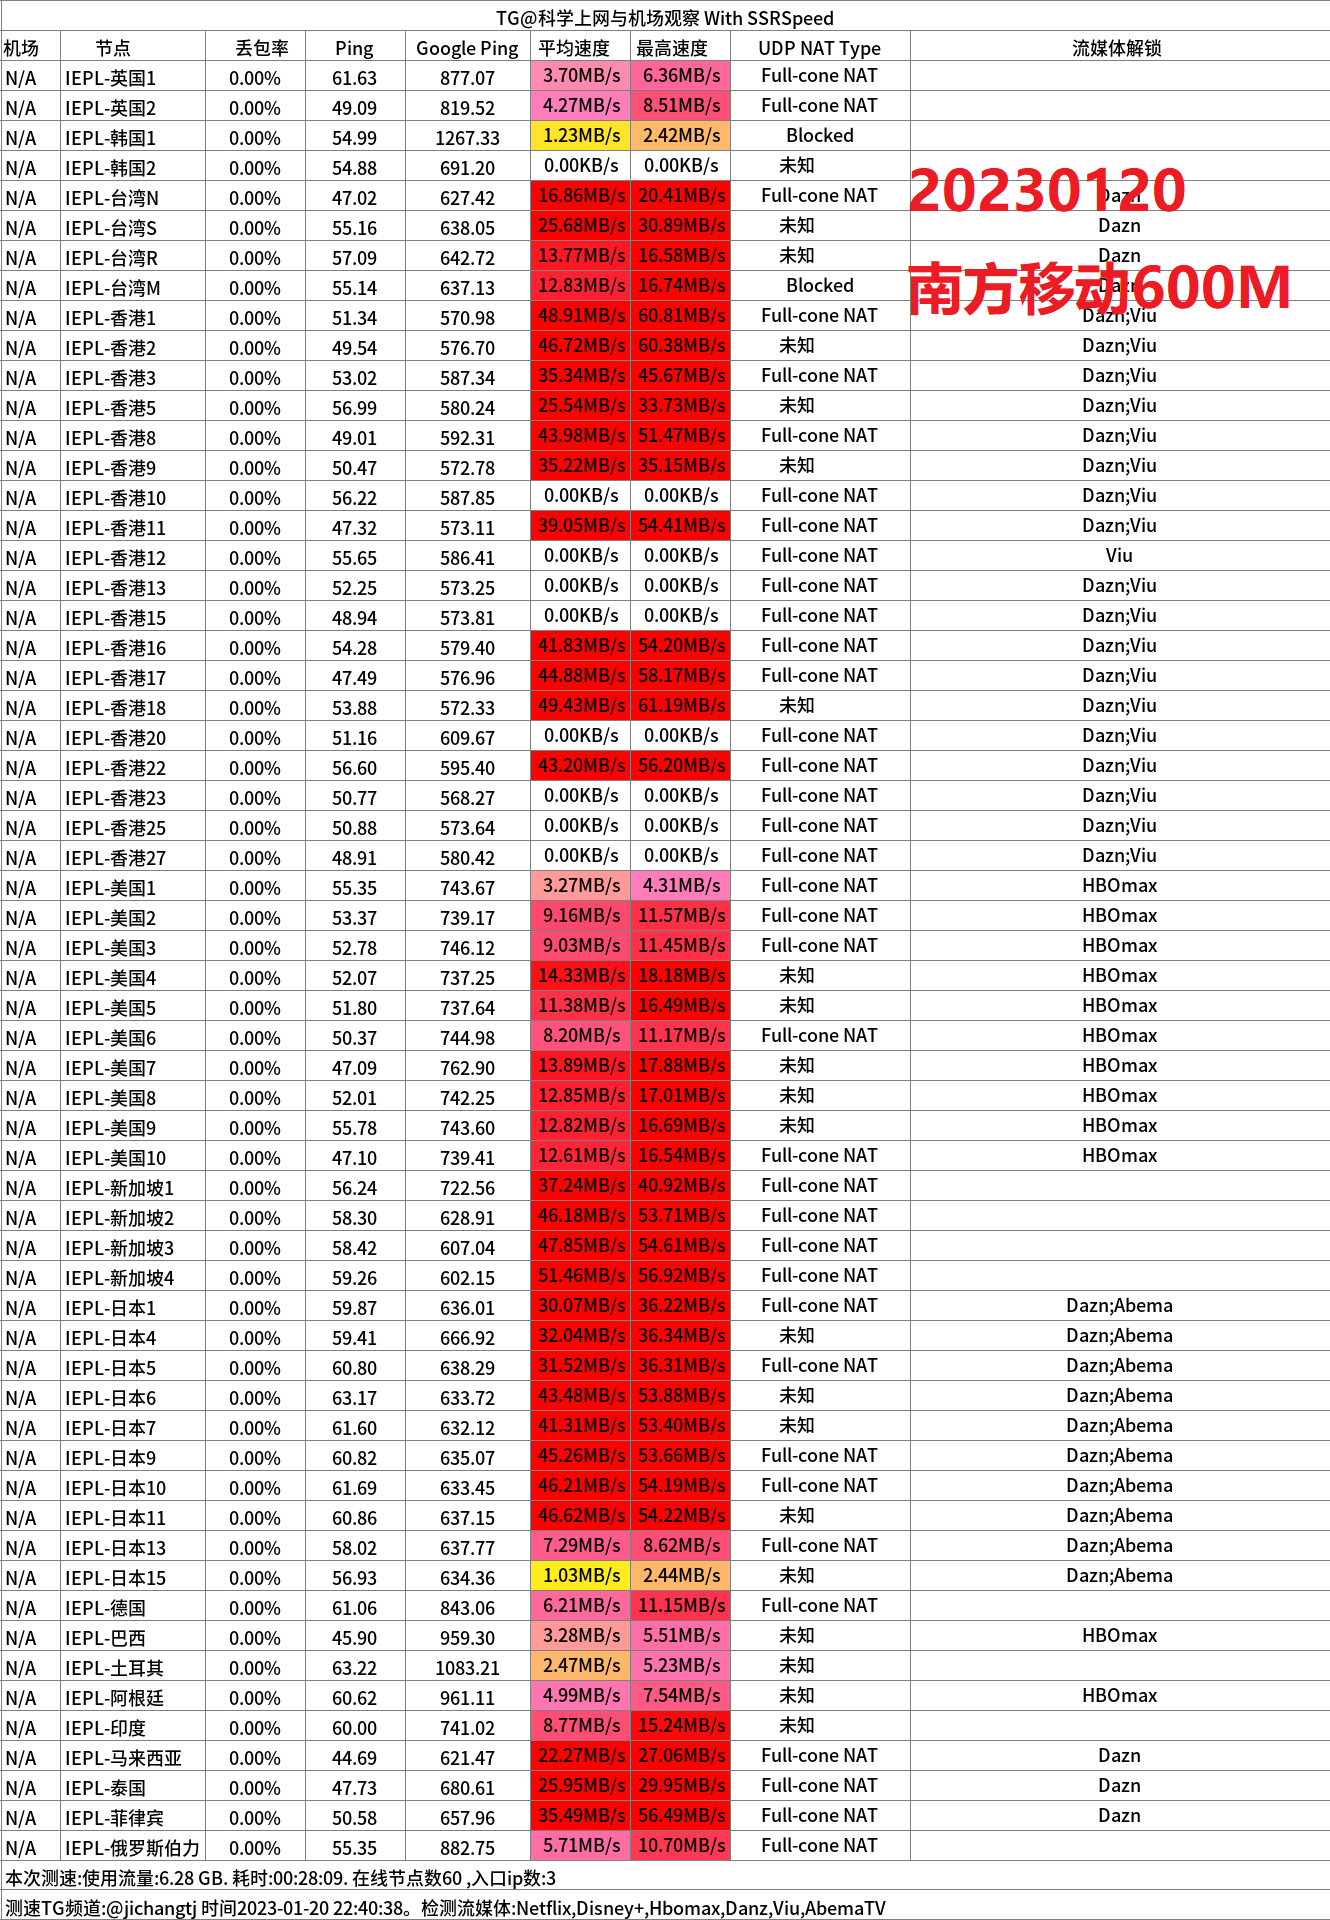 TG@科学上网与机场观察 With SSRSpeed
机场 节点 丢包率 Ping Google Ping 平均速度 最高速度 UDP NAT Type 流媒体解锁
N/A IEPL-英国1 0.00% 61.63 877.07 3.70MB/s 6.36MB/s Full-cone NAT
N/A IEPL-英国2 0.00% 49.09 819.52 4.27MB/s 8.51MB/s Full-cone NAT
N/A IEPL-韩国1 0.00% 54.99 1267.33 1.23MB/s 2.42MB/s Blocked
N/A IEPL-韩国2 0.00% 54.88 691.20 0.00KB/s 0.00KB/s 未知
20230120
N/A IEPL-台湾N 0.00% 47.02 627.42 16.86MB/s 20.41MB/s Full-cone NAT Dazn
N/A IEPL-台湾S 0.00% 55.16 638.05 25.68MB/s 30.89MB/s 未知 Dazn
N/A IEPL-台湾R 0.00% 57.09 642.72 13.77MB/s 16.58MB/s 未知 Dazn
南方移动600M
N/A IEPL-台湾M 0.00% 55.14 637.13 12.83MB/s 16.74MB/s Blocked Dazn
N/A IEPL-香港1 0.00% 51.34 570.98 48.91MB/s 60.81MB/s Full-cone NAT Dazn;Viu
N/A IEPL-香港2 0.00% 49.54 576.70 46.72MB/s 60.38MB/s 未知 Dazn;Viu
N/A IEPL-香港3 0.00% 53.02 587.34 35.34MB/s 45.67MB/s Full-cone NAT Dazn;Viu
N/A IEPL-香港5 0.00% 56.99 580.24 25.54MB/s 33.73MB/s 未知 Dazn;Viu
N/A IEPL-香港8 0.00% 49.01 592.31 43.98MB/s 51.47MB/s Full-cone NAT Dazn;Viu
N/A IEPL-香港9 0.00% 50.47 572.78 35.22MB/s 35.15MB/s 未知 Dazn;Viu
N/A IEPL-香港10 0.00% 56.22 587.85 0.00KB/s 0.00KB/s Full-cone NAT Dazn;Viu
N/A IEPL-香港11 0.00% 47.32 573.11 39.05MB/s 54.41MB/s Full-cone NAT Dazn;Viu
N/A IEPL-香港12 0.00% 55.65 586.41 0.00KB/s 0.00KB/s Full-cone NAT Viu
N/A IEPL-香港13 0.00% 52.25 573.25 0.00KB/s 0.00KB/s Full-cone NAT Dazn;Viu
N/A IEPL-香港15 0.00% 48.94 573.81 0.00KB/s 0.00KB/s Full-cone NAT Dazn;Viu
N/A IEPL-香港16 0.00% 54.28 579.40 41.83MB/s 54.20MB/s Full-cone NAT Dazn;Viu
N/A IEPL-香港17 0.00% 47.49 576.96 44.88MB/s 58.17MB/s Full-cone NAT Dazn;Viu
N/A IEPL-香港18 0.00% 53.88 572.33 49.43MB/s 61.19MB/s 未知 Dazn;Viu
N/A IEPL-香港20 0.00% 51.16 609.67 0.00KB/s 0.00KB/s Full-cone NAT Dazn;Viu
N/A IEPL-香港22 0.00% 56.60 595.40 43.20MB/s 56.20MB/s Full-cone NAT Dazn;Viu
N/A IEPL-香港23 0.00% 50.77 568.27 0.00KB/s 0.00KB/s Full-cone NAT Dazn;Viu
N/A IEPL-香港25 0.00% 50.88 573.64 0.00KB/s 0.00KB/s Full-cone NAT Dazn;Viu
N/A IEPL-香港27 0.00% 48.91 580.42 0.00KB/s 0.00KB/s Full-cone NAT Dazn;Viu
N/A IEPL-美国1 0.00% 55.35 743.67 3.27MB/s 4.31MB/s Full-cone NAT HBOmax
N/A IEPL-美国2 0.00% 53.37 739.17 9.16MB/s 11.57MB/s Full-cone NAT HBOmax
N/A IEPL-美国3 0.00% 52.78 746.12 9.03MB/s 11.45MB/s Full-cone NAT HBOmax
N/A IEPL-美国4 0.00% 52.07 737.25 14.33MB/s 18.18MB/s 未知 HBOmax
N/A IEPL-美国5 0.00% 51.80 737.64 11.38MB/s 16.49MB/s 未知 HBOmax
N/A IEPL-美国6 0.00% 50.37 744.98 8.20MB/s 11.17MB/s Full-cone NAT HBOmax
N/A IEPL-美国7 0.00% 47.09 762.90 13.89MB/s 17.88MB/s 未知 HBOmax
N/A IEPL-美国8 0.00% 52.01 742.25 12.85MB/s 17.01MB/s 未知 HBOmax
N/A IEPL-美国9 0.00% 55.78 743.60 12.82MB/s 16.69MB/s 未知 HBOmax
N/A IEPL-美国10 0.00% 47.10 739.41 12.61MB/s 16.54MB/s Full-cone NAT HBOmax
N/A IEPL-新加坡1 0.00% 56.24 722.56 37.24MB/s 40.92MB/s Full-cone NAT
N/A IEPL-新加坡2 0.00% 58.30 628.91 46.18MB/s 53.71MB/s Full-cone NAT
N/A IEPL-新加坡3 0.00% 58.42 607.04 47.85MB/s 54.61MB/s Full-cone NAT
N/A IEPL-新加坡4 0.00% 59.26 602.15 51.46MB/s 56.92MB/s Full-cone NAT
N/A IEPL-日本1 0.00% 59.87 636.01 30.07MB/s 36.22MB/s Full-cone NAT Dazn;Abema
N/A IEPL-日本4 0.00% 59.41 666.92 32.04MB/s 36.34MB/s 未知 Dazn;Abema
N/A IEPL-日本5 0.00% 60.80 638.29 31.52MB/s 36.31MB/s Full-cone NAT Dazn;Abema
N/A IEPL-日本6 0.00% 63.17 633.72 43.48MB/s 53.88MB/s 未知 Dazn;Abema
N/A IEPL-日本7 0.00% 61.60 632.12 41.31MB/s 53.40MB/s 未知 Dazn;Abema
N/A IEPL-日本9 0.00% 60.82 635.07 45.26MB/s 53.66MB/s Full-cone NAT Dazn;Abema
N/A IEPL-日本10 0.00% 61.69 633.45 46.21MB/s 54.19MB/s Full-cone NAT Dazn;Abema
N/A IEPL-日本11 0.00% 60.86 637.15 46.62MB/s 54.22MB/s 未知 Dazn;Abema
N/A IEPL-日本13 0.00% 58.02 637.77 7.29MB/s 8.62MB/s Full-cone NAT Dazn;Abema
N/A IEPL-日本15 0.00% 56.93 634.36 1.03MB/s 2.44MB/s 未知 Dazn;Abema
N/A IEPL-德国 0.00% 61.06 843.06 6.21MB/s 11.15MB/s Full-cone NAT
N/A IEPL-巴西 0.00% 45.90 959.30 3.28MB/s 5.51MB/s 未知 HBOmax
N/A IEPL-土耳其 0.00% 63.22 1083.21 2.47MB/s 5.23MB/s 未知
N/A IEPL-阿根廷 0.00% 60.62 961.11 4.99MB/s 7.54MB/s 未知 HBOmax
N/A IEPL-印度 0.00% 60.00 741.02 8.77MB/s 15.24MB/s 未知
N/A IEPL-马来西亚 0.00% 44.69 621.47 22.27MB/s 27.06MB/s Full-cone NAT Dazn
N/A IEPL-泰国 0.00% 47.73 680.61 25.95MB/s 29.95MB/s Full-cone NAT Dazn
N/A IEPL-菲律宾 0.00% 50.58 657.96 35.49MB/s 56.49MB/s Full-cone NAT Dazn
N/A IEPL-俄罗斯伯力 0.00% 55.35 882.75 5.71MB/s 10.70MB/s Full-cone NAT
本次测速:使用流量:6.28 GB. 耗时:00:28:09. 在线节点数60 ,入口ip数:3
测速TG频道:@jichangtj 时间2023-01-20 22:40:38。检测流媒体:Netflix,Disney+,Hbomax,Danz,Viu,AbemaTV